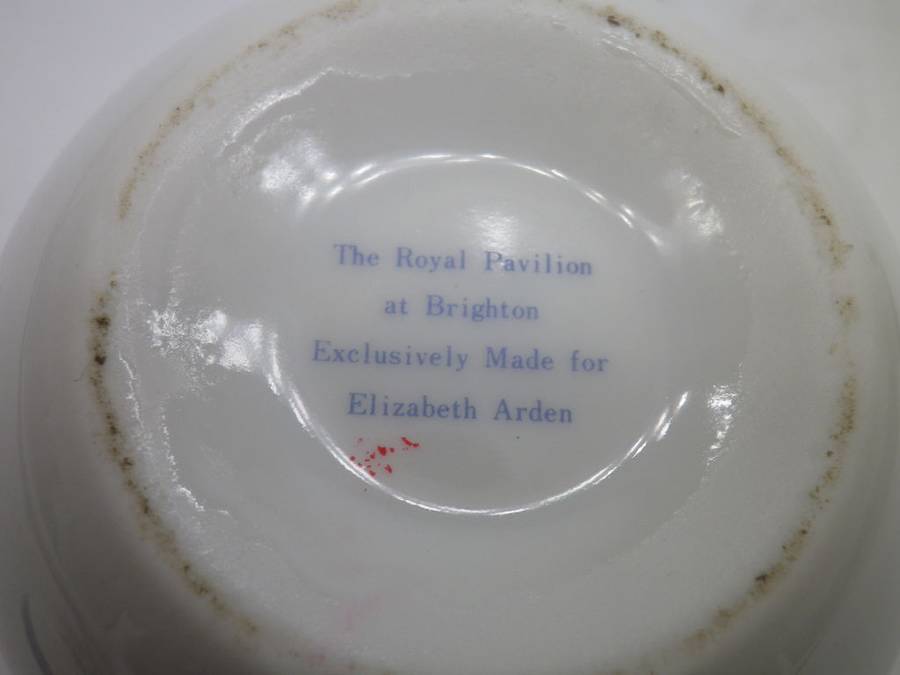 The Royal Pavilion
at Brighton
Exclusively Made for
Elizabeth Arden